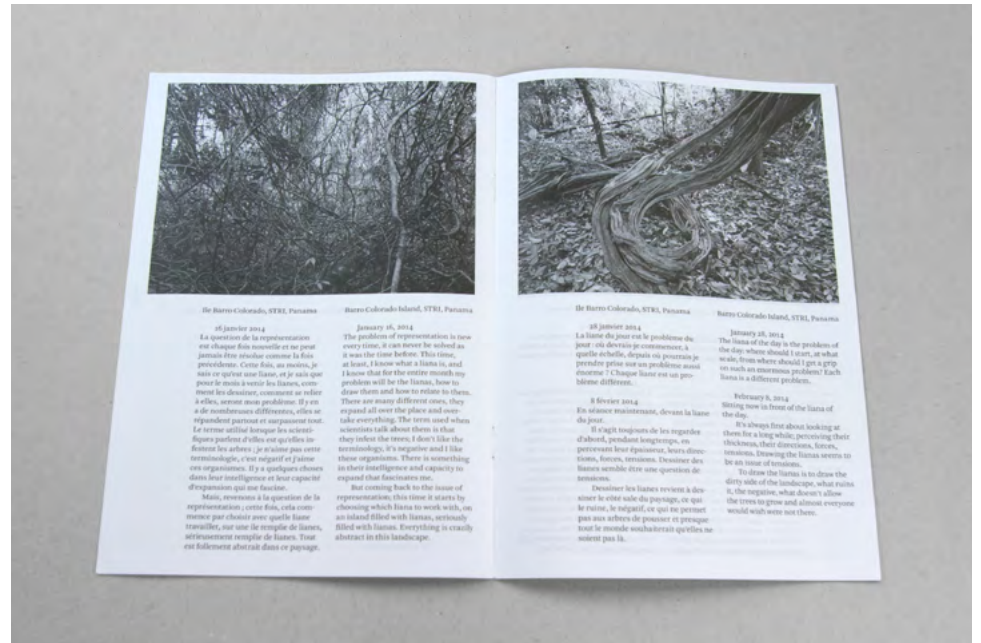 Ile Barro Colorado, STRI, Panama
26 janvier 2014
La question de la représentation
est chaque fois nouvelle et ne peut
jamais être résolue comme la fois
précédente. Cette fois, au moins, je
sais ce qu'est une liane, et je sais que
pour le mois à venir les lianes, com-
ment les dessiner, comment se relier
à elles, seront mon problème. Il y en
a de nombreuses différentes, elles se
répandent partout et surpassent tout.
Le terme utilisé lorsque les scienti-
fiques parlent d'elles est qu'elles in-
festent les arbres ; je n'aime pas cette
terminologie, c'est négatif et j'aime
ces organismes. Il y a quelques choses
dans leur intelligence et leur capacité
d'expansion qui me fascine.
Mais, revenons à la question de la
représentation ; cette fois, cela com-
mence par choisir avec quelle liane
travailler, sur une île remplie de lianes,
sérieusement remplie de lianes. Tout
est follement abstrait dans ce paysage.
Barro Colorado Island, STRI, Panama
January 26, 2014
The problem of representation is new
every time, it can never be solved as
it was the time before. This time,
at least, I know what a liana is, and
I know that for the entire month my
problem will be the lianas, how to
draw them and how to relate to them.
There are many different ones, they
expand all over the place and over-
take everything. The term used when
scientists talk about them is that
they infest the trees; I don't like the
terminology, it's negative and I like
these organisms. There is something
in their intelligence and capacity to
expand that fascinates me.
But coming back to the issue of
representation; this time it starts by
choosing which liana to work with, on
an island filled with lianas, seriously
filled with lianas. Everything is crazily
abstract in this landscape.
Ile Barro Colorado, STRI, Panama
28 janvier 2014
La liane du jour est le problème du
jour : où devrais-je commencer, à
quelle échelle, depuis où pourrais-je
prendre prise sur un problème aussi
énorme ? Chaque liane est un pro-
blème différent.
8 février 2014
En séance maintenant, devant la liane
du jour.
Il s'agit toujours de les regarder
d'abord, pendant longtemps, en
percevant leur épaisseur, leurs direc-
tions, forces, tensions. Dessiner des
lianes semble être une question de
tensions.
Dessiner les lianes revient à des-
siner le côté sale du paysage, ce qui
le ruine, le négatif, ce qui ne permet
pas aux arbres de pousser et presque
tout le monde souhaiterait qu'elles ne
soient pas là.
Barro Colorado Island, STRI, Panama
January 28, 2014
The liana of the day is the problem of
the day: where should I start, at what
scale, from where should I get a grip
on such an enormous problem? Each
liana is a different problem.
February 8, 2014
Sitting now in front of the liana of
the day.
It's always first about looking at
them for a long while, perceiving their
thickness, their directions, forces,
tensions. Drawing the lianas seems to
be an issue of tensions.
To draw the lianas is to draw the
dirty side of the landscape, what ruins
it, the negative, what doesn't allow
the trees to grow and almost everyone
would wish were not there.